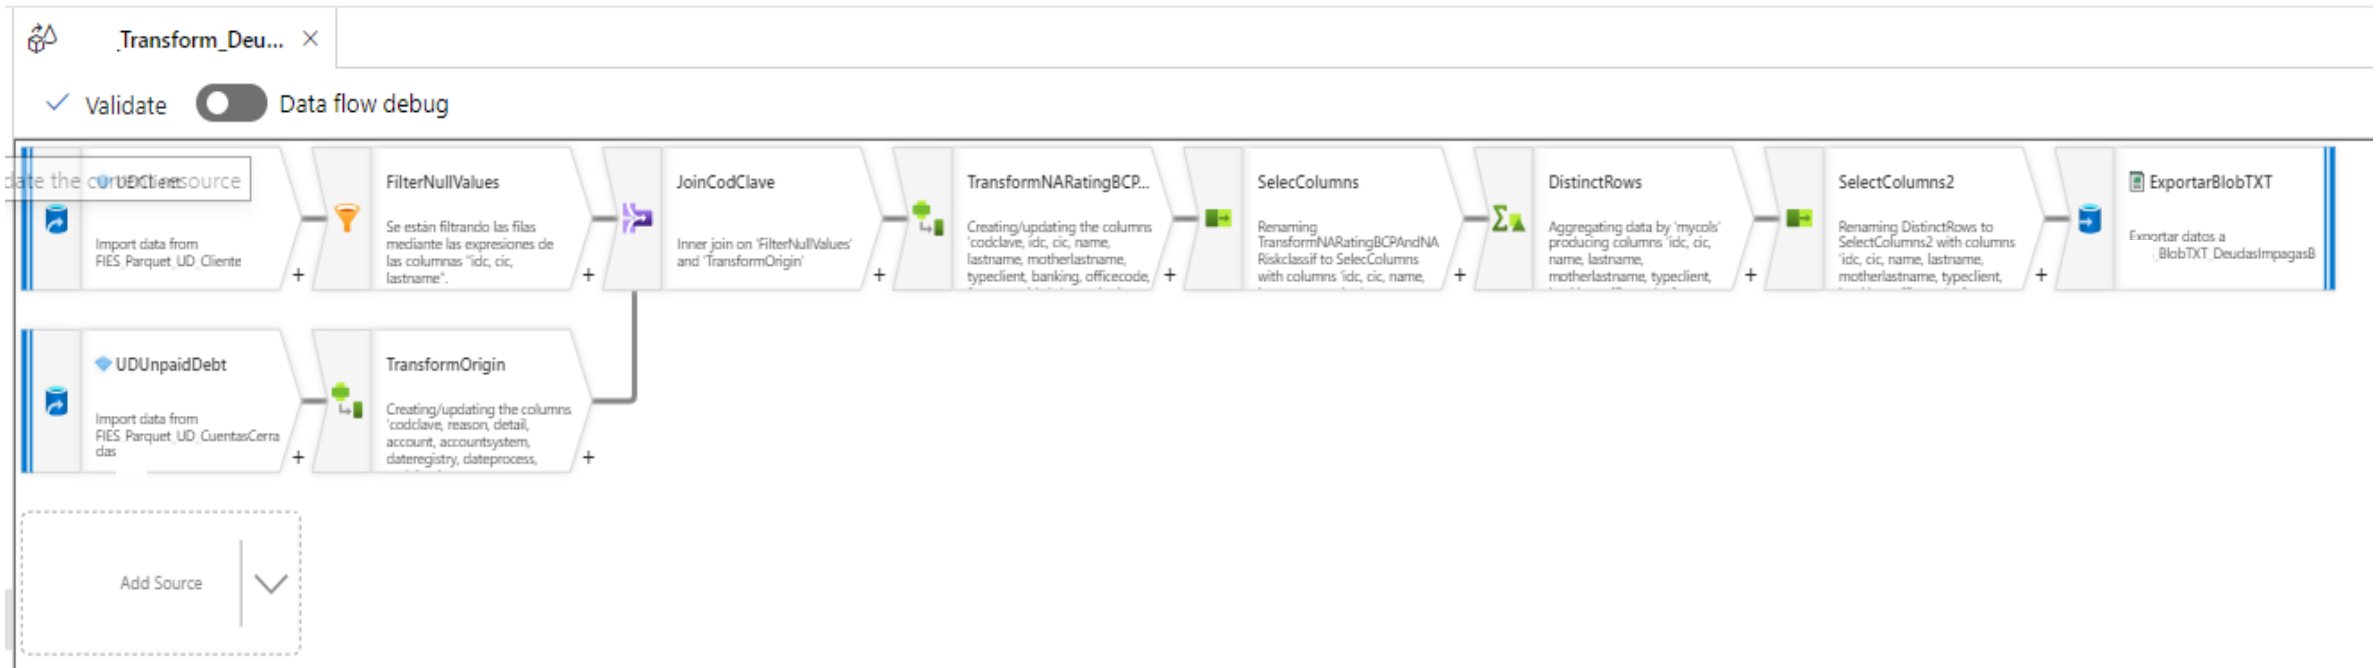 _Transform_Deu...
Validate
Data flow debug
date the current resource
Import data from
FIES_Parquet_UD_Cliente
+
FilterNullValues
Se están filtrando las filas
mediante las expresiones de
las columnas "idc, cic,
lastname".
+
JoinCodClave
Inner join on 'FilterNullValues'
and 'TransformOrigin'
+
TransformNARatingBCP...
Creating/updating the columns
'codclave, idc, cic, name,
lastname, motherlastname,
typeclient, banking, officecode,
+
SelecColumns
Renaming
TransformNARatingBCPAndNA
Riskclassif to SelecColumns
with columns 'idc, cic, name,
+
DistinctRows
Aggregating data by 'mycols'
producing columns 'idc, cic,
name, lastname,
motherlastname, typeclient,
+
SelectColumns2
Renaming DistinctRows to
SelectColumns2 with columns
'idc, cic, name, lastname,
motherlastname, typeclient,
+
ExportarBlobTXT
Exportar datos a
BlobTXT_DeudasImpagasB
UDUnpaidDebt
Import data from
FIES_Parquet_UD_CuentasCerra
das
+
TransformOrigin
Creating/updating the columns
'codclave, reason, detail,
account, accountsystem,
dateregistry, dateprocess,
+
Add Source